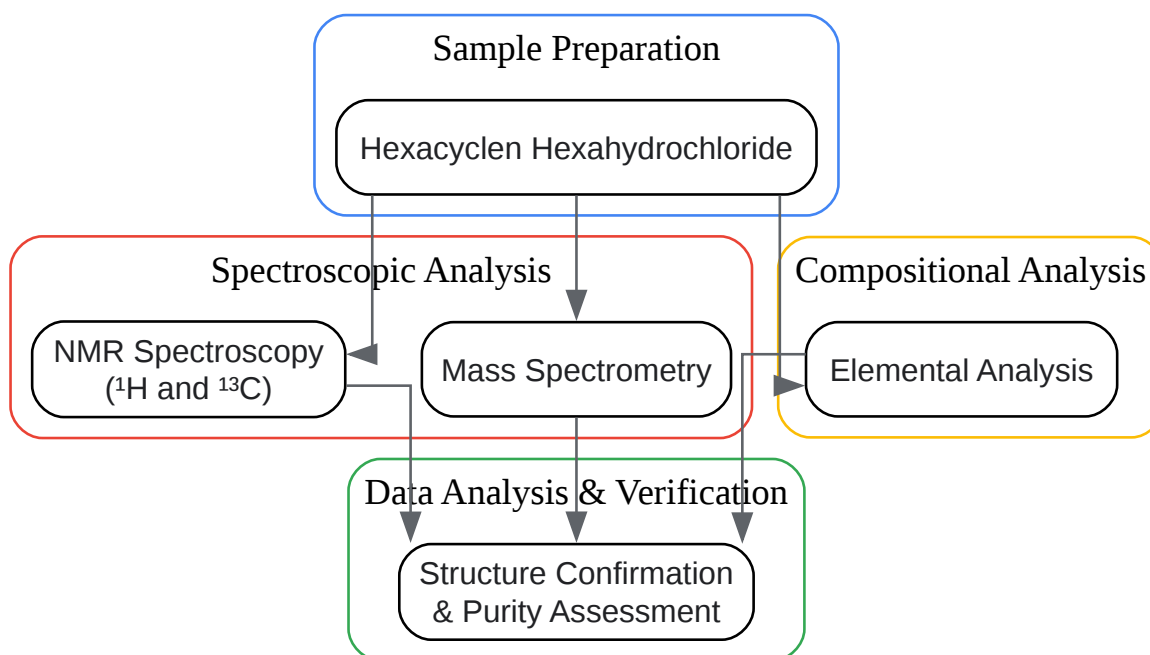 Sample Preparation
Hexacyclen Hexahydrochloride
Spectroscopic Analysis
Compositional Analysis
NMR Spectroscopy
(¹H and ¹³C)
Mass Spectrometry
Elemental Analysis
Data Analysis & Verification
Structure Confirmation
& Purity Assessment